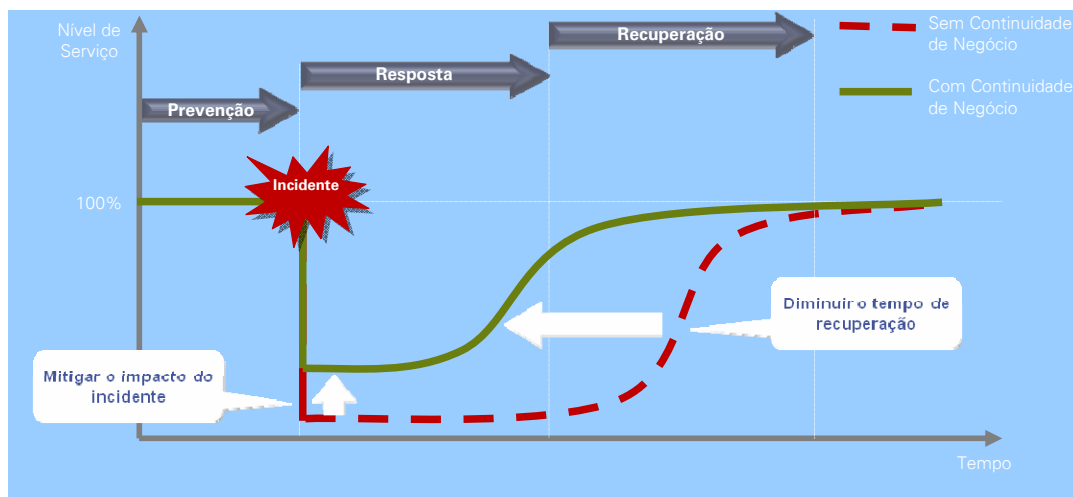 Nível de
Serviço
Prevenção
Resposta
Recuperação
Sem Continuidade
de Negócio
Com Continuidade
de Negócio
Incidente
100%
Diminuir o tempo de
recuperação
Mitigar o impacto do
incidente
Tempo